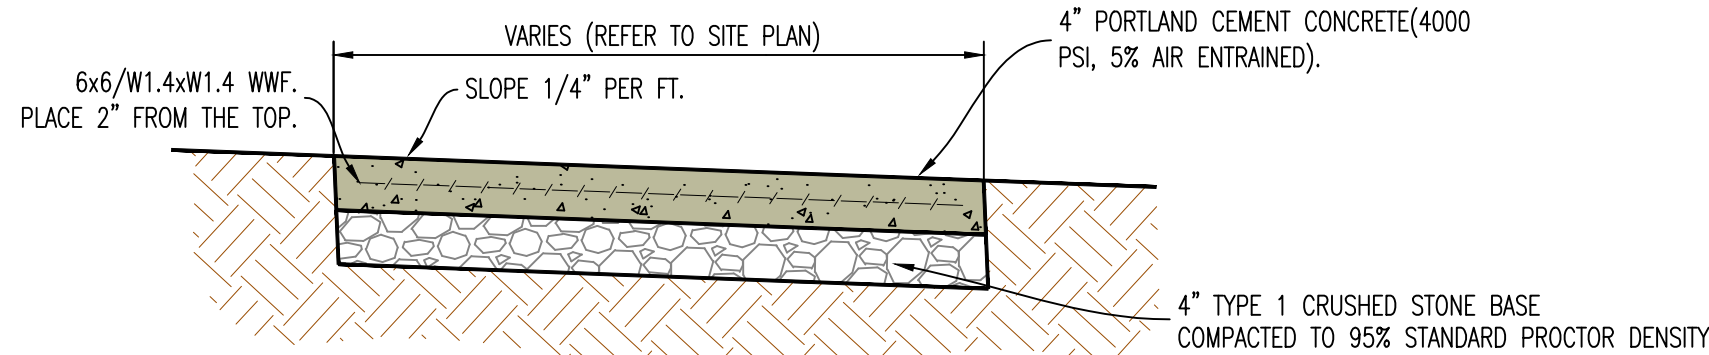 4” PORTLAND CEMENT CONCRETE(4000
PSI, 5% AIR ENTRAINED).
VARIES (REFER TO SITE PLAN)
6x6/W1.4xW1.4 WWF.
PLACE 2” FROM THE TOP.
SLOPE 1/4” PER FT.
4” TYPE 1 CRUSHED STONE BASE
COMPACTED TO 95% STANDARD PROCTOR DENSITY